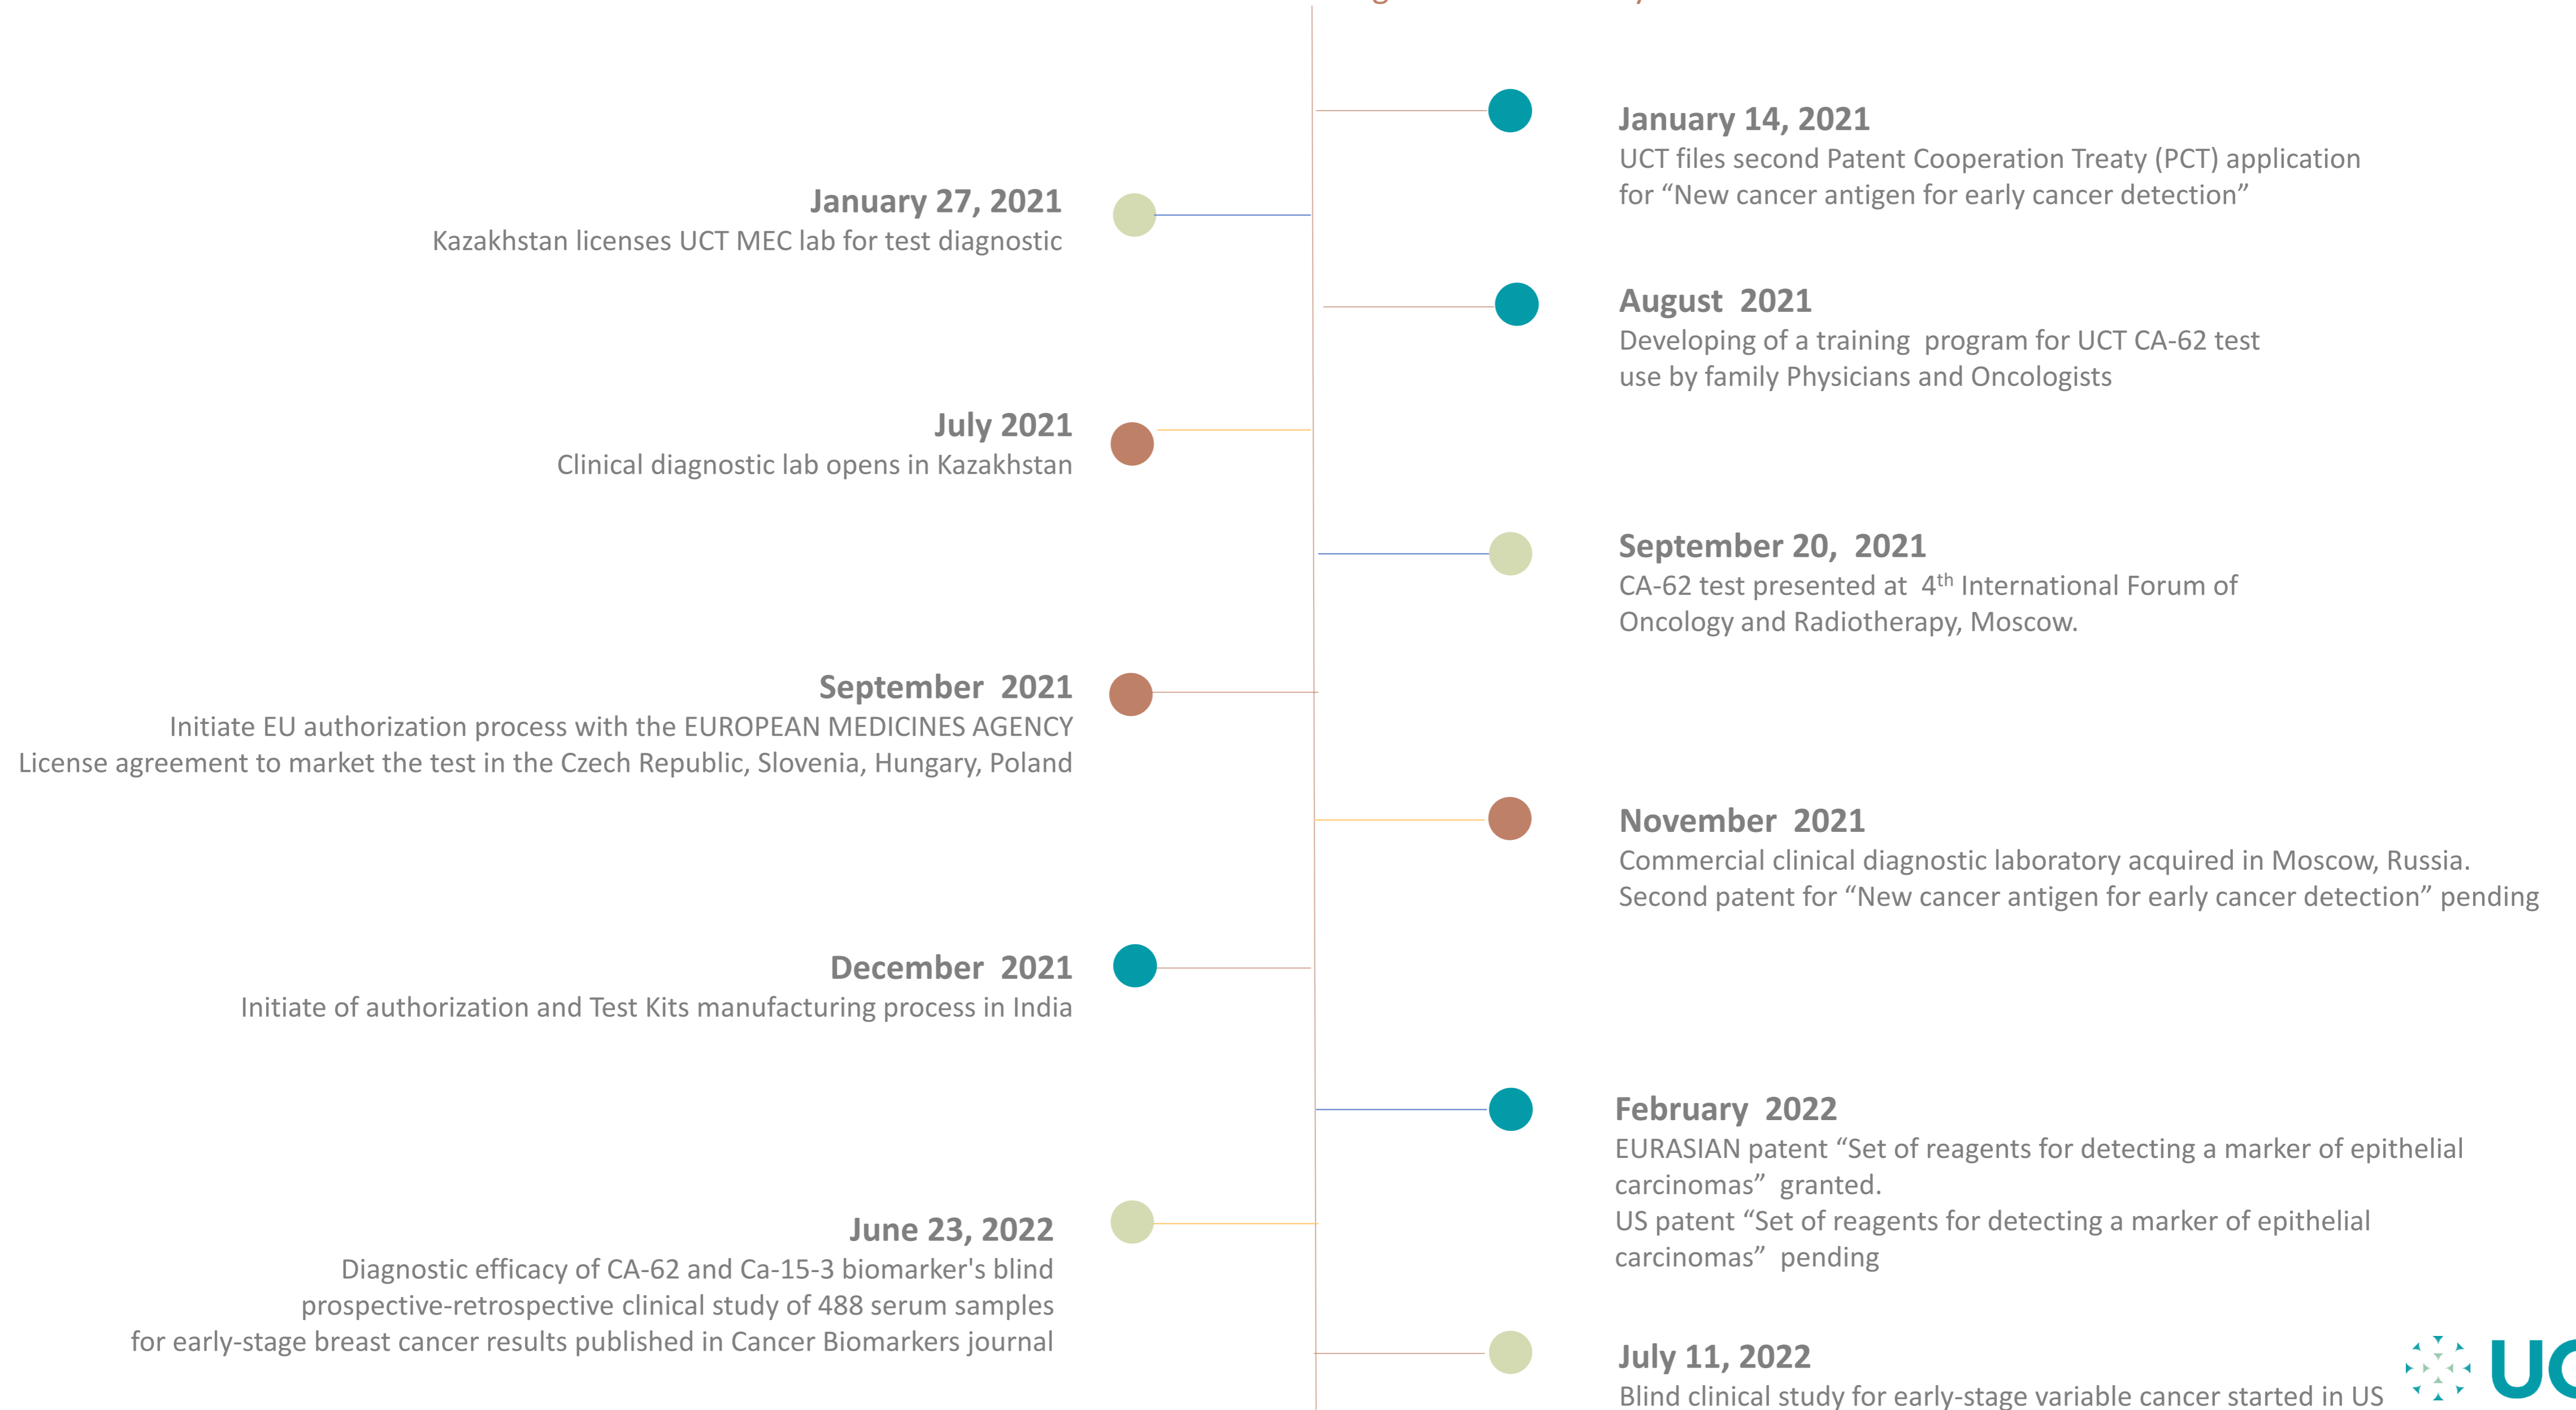 January 14, 2021
UCT files second Patent Cooperation Treaty (PCT) application
for “New cancer antigen for early cancer detection”
January 27, 2021
Kazakhstan licenses UCT MEC lab for test diagnostic
August 2021
Developing of a training program for UCT CA-62 test
use by family Physicians and Oncologists
July 2021
Clinical diagnostic lab opens in Kazakhstan
September 20, 2021
CA-62 test presented at 4th International Forum of
Oncology and Radiotherapy, Moscow.
September 2021
Initiate EU authorization process with the EUROPEAN MEDICINES AGENCY
License agreement to market the test in the Czech Republic, Slovenia, Hungary, Poland
November 2021
Commercial clinical diagnostic laboratory acquired in Moscow, Russia.
Second patent for “New cancer antigen for early cancer detection” pending
December 2021
Initiate of authorization and Test Kits manufacturing process in India
February 2022
EURASIAN patent “Set of reagents for detecting a marker of epithelial
carcinomas” granted.
US patent “Set of reagents for detecting a marker of epithelial
carcinomas” pending
June 23, 2022
Diagnostic efficacy of CA-62 and Ca-15-3 biomarker's blind
prospective-retrospective clinical study of 488 serum samples
for early-stage breast cancer results published in Cancer Biomarkers journal
July 11, 2022
Blind clinical study for early-stage variable cancer started in US